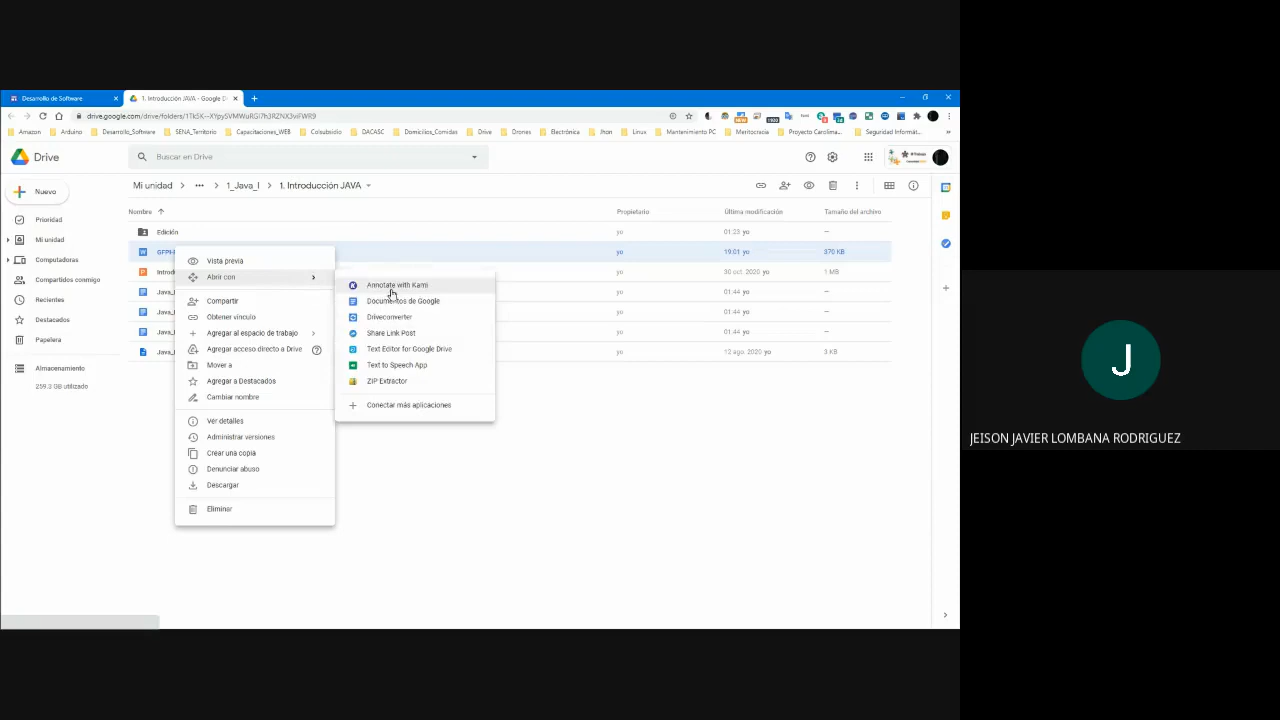 Desarrollo de Software
1. Introducción JAVA - Google D
drive.google.com/drive/folders/
Amazon
Arduino
Desarrollo_Software
SENA_Territorio
Capacitaciones_WEB
Colsubsidio
DACASC
Domicilios_Comidas
Drive
Drones
Electrónica
Jhon
Linux
Mantenimiento PC
Meritocracia
Proyecto Carolina...
Seguridad Informát...
Drive
Buscar en Drive
Nuevo
Mi unidad
1_Java_I
1. Introducción JAVA
Nombre
Propietario
Última modificación
Tamaño del archivo
Prioridad
Mi unidad
Computadoras
Compartidos conmigo
Recientes
Destacados
Papelera
Almacenamiento
259.3 GB utilizado
Edición
yo
01:23 yo
—
GFPI-
yo
19:01 yo
370 KB
Introd
yo
30 oct. 2020 yo
1 MB
Java_
yo
01:44 yo
—
Java_
yo
01:44 yo
—
Java_
yo
01:44 yo
—
Java_
yo
12 ago. 2020 yo
3 KB
Vista previa
Abrir con
Compartir
Obtener vínculo
Agregar al espacio de trabajo
Agregar acceso directo a Drive
Mover a
Agregar a Destacados
Cambiar nombre
Ver detalles
Administrar versiones
Crear una copia
Denunciar abuso
Descargar
Eliminar
Annotate with Kami
Documentos de Google
Driveconverter
Share Link Post
Text Editor for Google Drive
Text to Speech App
ZIP Extractor
Conectar más aplicaciones
J
JEISON JAVIER LOMBANA RODRIGUEZ